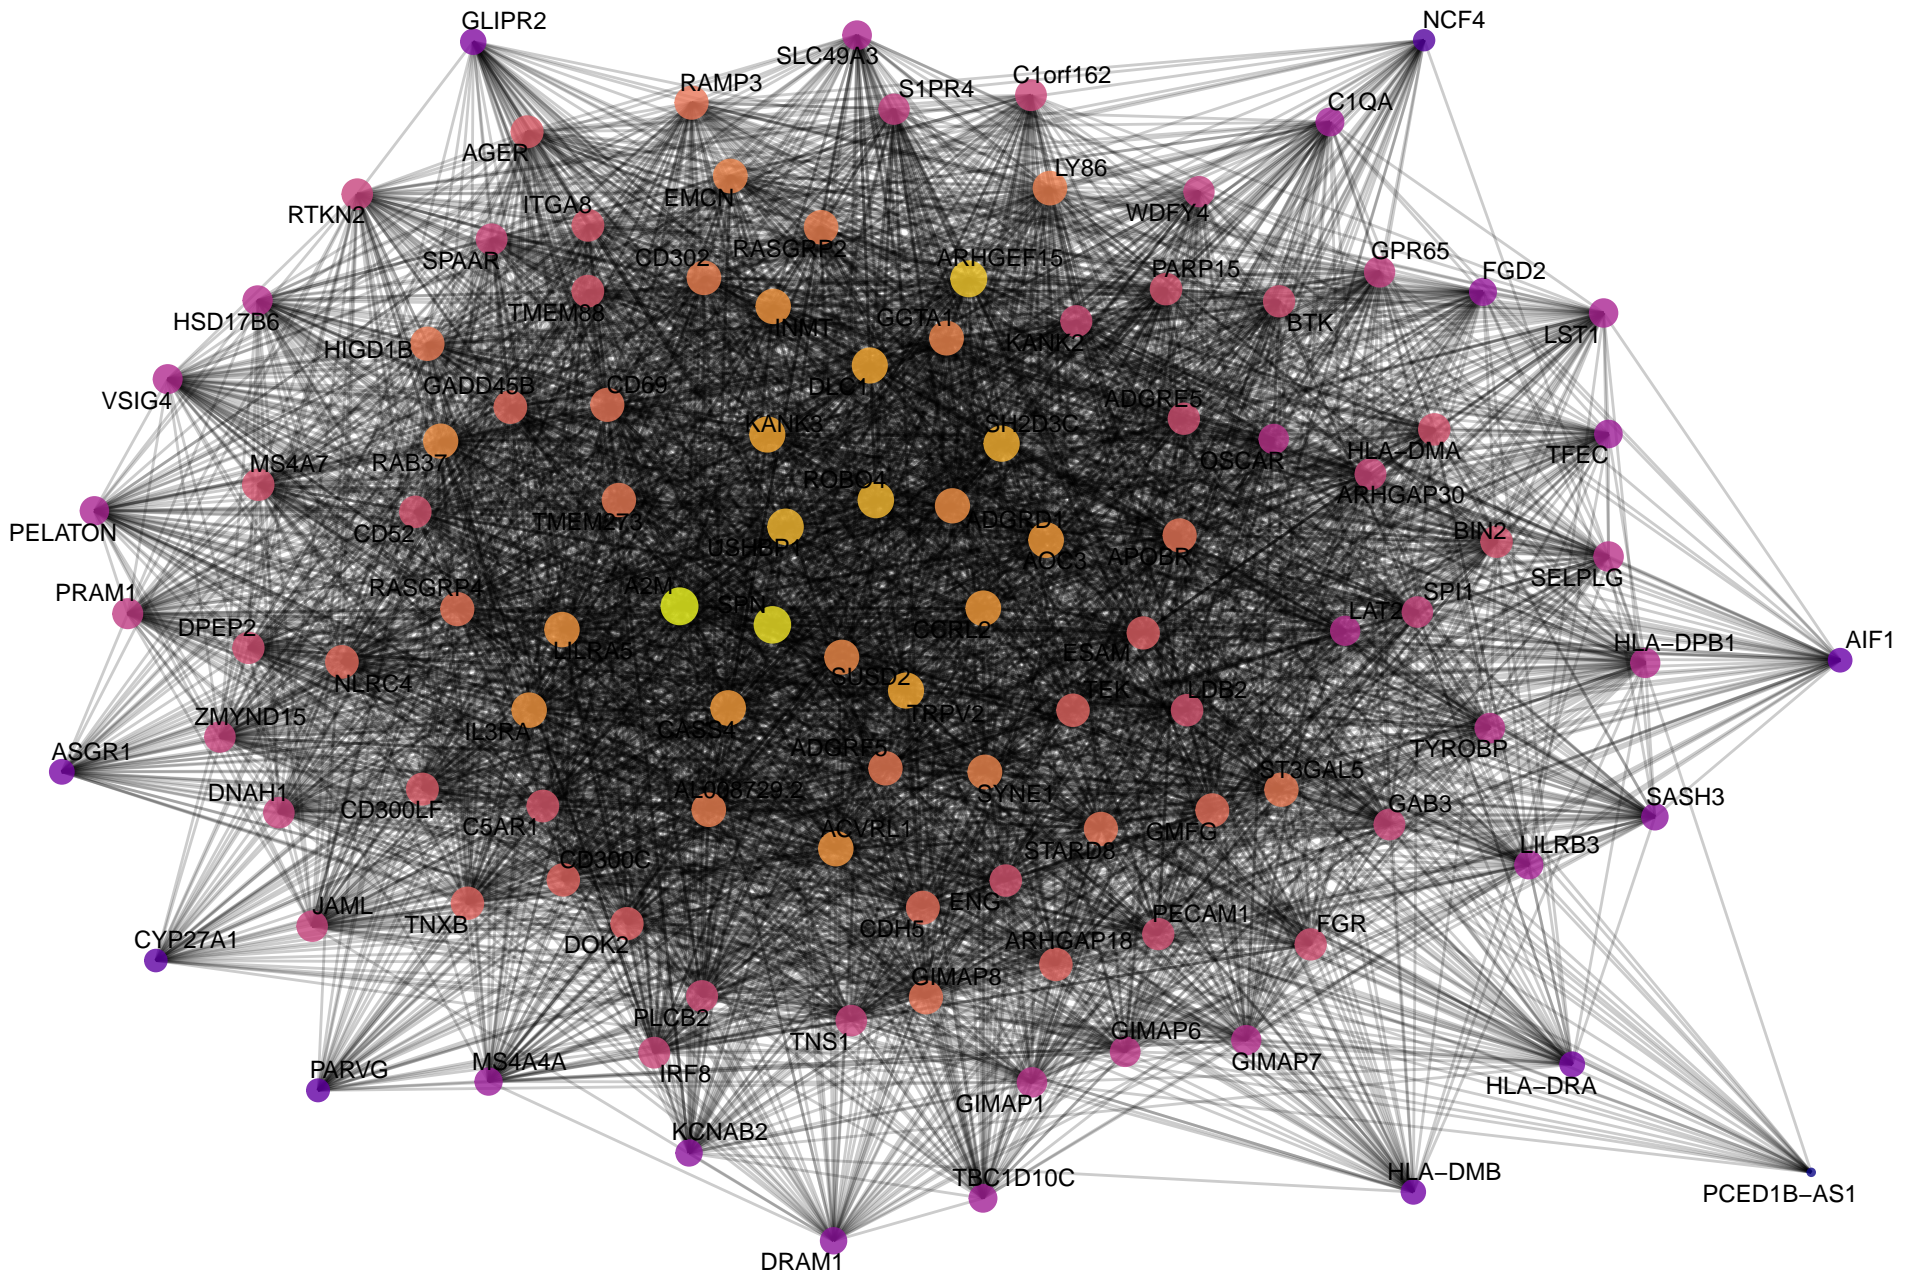 GLIPR2
NCF4
SLC49A3
RAMP3
S1PR4
C1orf162
C1QA
AGER
EMCN
LY86
RTKN2
ITGA8
WDFY4
SPAAR
CD302
RASGRP2
ARHGEF15
PARP15
GPR65
FGD2
HSD17B6
TMEM88
INMT
GGTA1
KANK2
BTK
LST1
HIGD1B
VSIG4
GADD45B
CD69
DLC1
ADGRE5
KANK3
SH2D3C
OSCAR
HLA-DMA
TFEC
MS4A7
RAB37
ROBO4
ARHGAP30
PELATON
CD52
TMEM273
USHBP1
ADGRD1
AOC3
APOBR
BIN2
SELPLG
PRAM1
RASGRP4
A2M
SPN
SPI1
LAT2
DPEP2
LILRA5
ESAM
HLA-DPB1
AIF1
NLRC4
SUSD2
TEK
LDB2
ZMYND15
IL3RA
CASS4
TRPV2
ASGR1
TYROBP
ST3GAL5
DNAH1
CD300LF
C5AR1
AL008729.2
SYNE1
SASH3
GAB3
ACVRL1
STARD8
GMFG
LILRB3
CD300C
JAML
TNXB
DOK2
CDH5
ENG
PECAM1
FGR
CYP27A1
ARHGAP18
GIMAP8
PLCB2
TNS1
GIMAP6
PARVG
MS4A4A
IRF8
GIMAP7
GIMAP1
HLA-DRA
KCNAB2
TBC1D10C
HLA-DMB
PCED1B-AS1
DRAM1